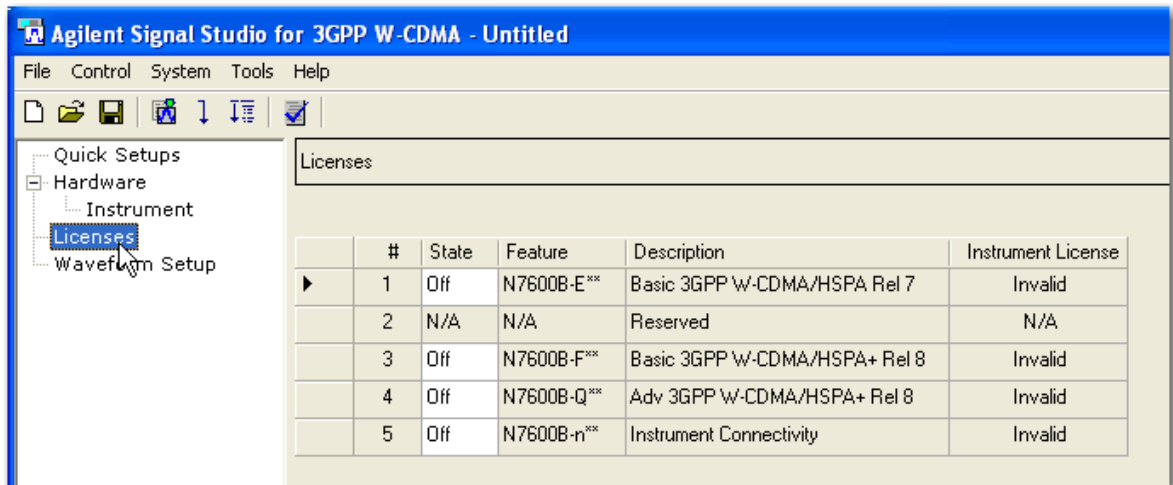 Agilent Signal Studio for 3GPP W-CDMA - Untitled
File Control System Tools Help
Quick Setups
Hardware
Instrument
Licenses
Waveform Setup
Licenses
# State Feature Description Instrument License
1 Off N7600B-E** Basic 3GPP W-CDMA/HSPA Rel 7 Invalid
2 N/A N/A Reserved N/A
3 Off N7600B-F** Basic 3GPP W-CDMA/HSPA+ Rel 8 Invalid
4 Off N7600B-Q** Adv 3GPP W-CDMA/HSPA+ Rel 8 Invalid
5 Off N7600B-n** Instrument Connectivity Invalid